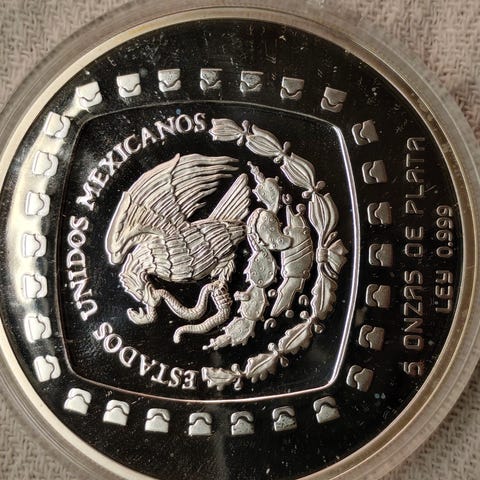 ESTADOS UNIDOS MEXICANOS
5 ONZAS DE PLATA
LEY 0.999